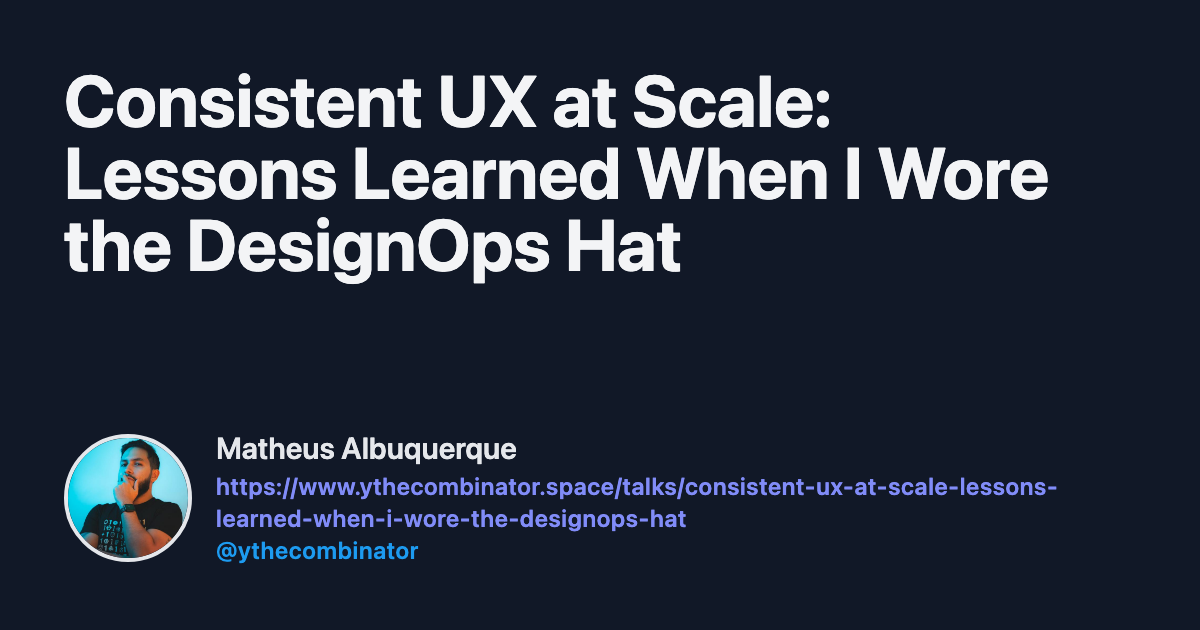 Consistent UX at Scale:
Lessons Learned When I Wore
the DesignOps Hat
Matheus Albuquerque
https://www.ythecombinator.space/talks/consistent-ux-at-scale-lessons-
learned-when-i-wore-the-designops-hat
@ythecombinator